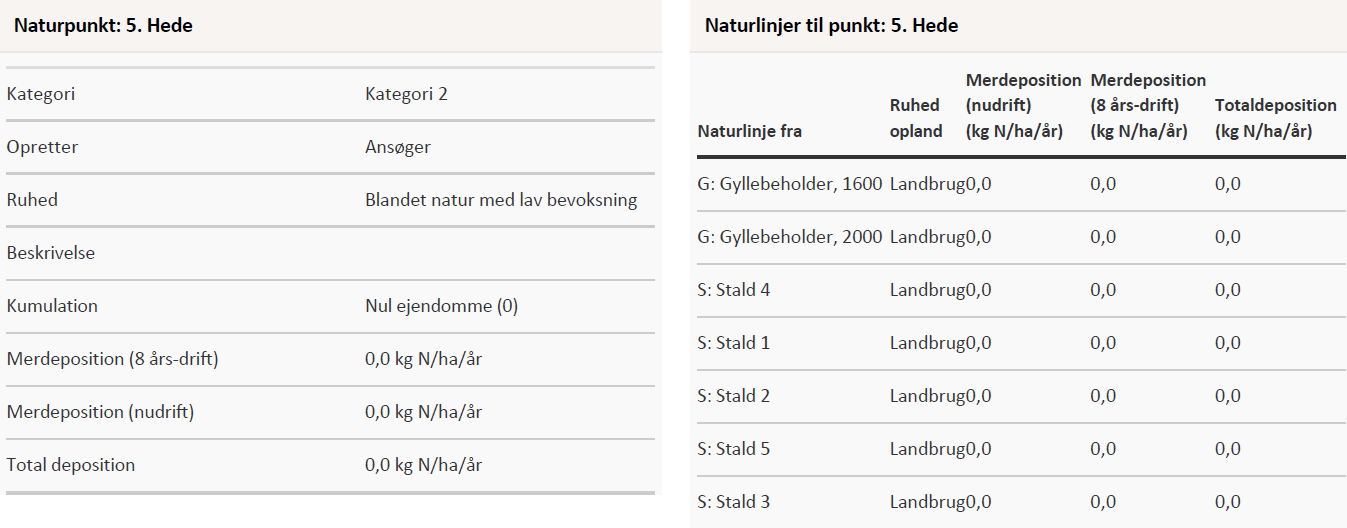 Naturpunkt: 5. Hede
Kategori Kategori 2
Opretter Ansøger
Ruhed Blandet natur med lav bevoksning
Beskrivelse
Kumulation Nul ejendomme (0)
Merdeposition (8 års-drift) 0,0 kg N/ha/år
Merdeposition (nudrift) 0,0 kg N/ha/år
Total deposition 0,0 kg N/ha/år
Naturlinjer til punkt: 5. Hede
Naturlinje fra Ruhed opland Merdeposition (nudrift) (kg N/ha/år) Merdeposition (8 års-drift) (kg N/ha/år) Totaldeposition (kg N/ha/år)
G: Gyllebeholder, 1600 Landbrug 0,0 0,0 0,0
G: Gyllebeholder, 2000 Landbrug 0,0 0,0 0,0
S: Stald 4 Landbrug 0,0 0,0 0,0
S: Stald 1 Landbrug 0,0 0,0 0,0
S: Stald 2 Landbrug 0,0 0,0 0,0
S: Stald 5 Landbrug 0,0 0,0 0,0
S: Stald 3 Landbrug 0,0 0,0 0,0